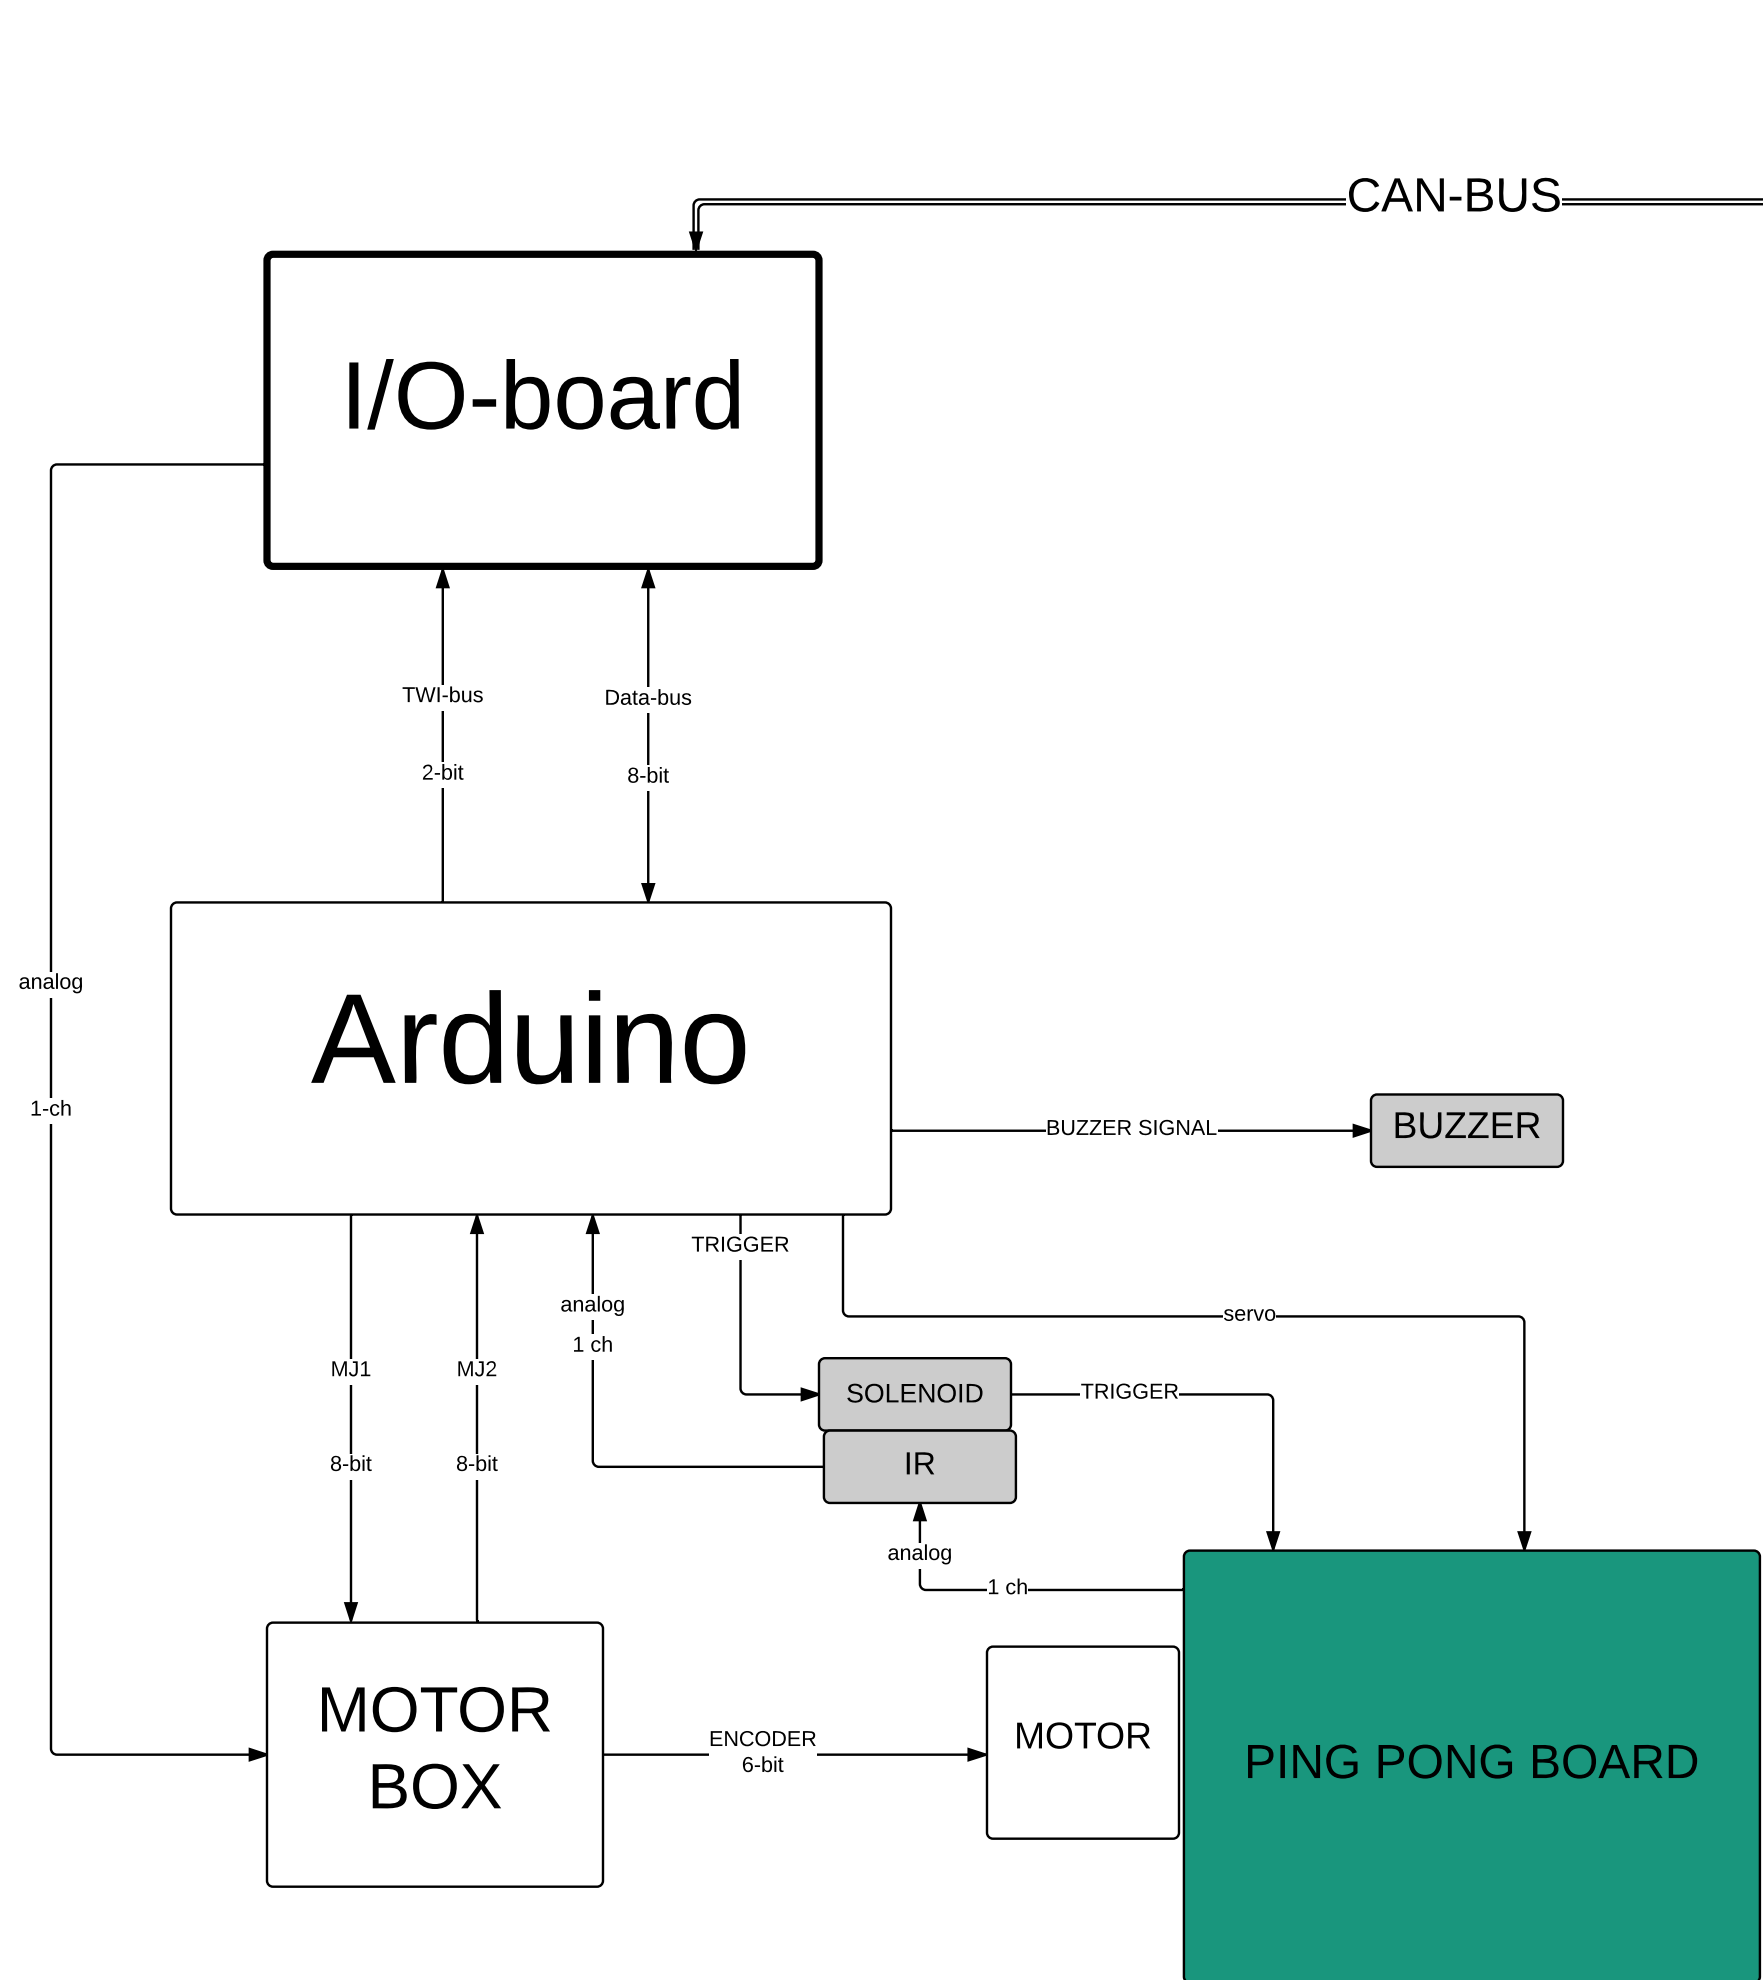 CAN-BUS
I/O-board
TWI-bus
Data-bus
2-bit
8-bit
analog
1-ch
Arduino
BUZZER SIGNAL
BUZZER
TRIGGER
analog
1 ch
servo
MJ1
MJ2
8-bit
8-bit
SOLENOID
TRIGGER
IR
analog
1 ch
MOTOR
BOX
ENCODER
6-bit
MOTOR
PING PONG BOARD